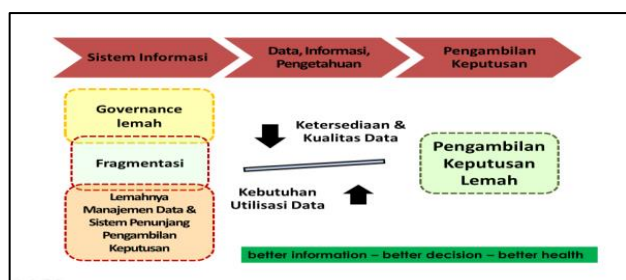 Sistem Informasi
Data, Informasi,
Pengetahuan
Pengambilan
Keputusan
Governance
lemah
Fragmentasi
Lemahnya
Manajemen Data &
Sistem Penunjang
Pengambilan
Keputusan
Ketersediaan &
Kualitas Data
Kebutuhan
Utilisasi Data
Pengambilan
Keputusan
Lemah
better information – better decision – better health